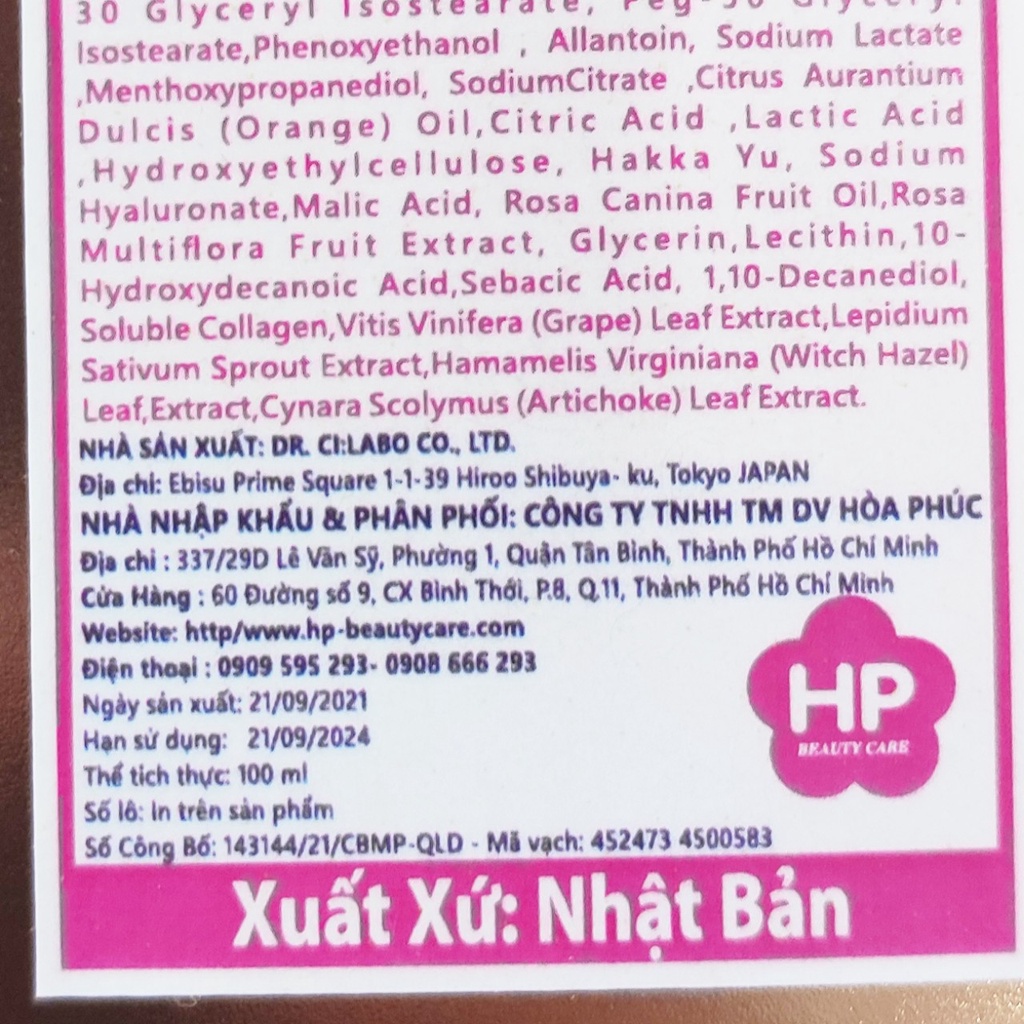 30 Glyceryl Isostearate, Peg-50 Glyceryl
Isostearate,Phenoxyethanol , Allantoin, Sodium Lactate
,Menthoxypropanediol, SodiumCitrate ,Citrus Aurantium
Dulcis (Orange) Oil,Citric Acid ,Lactic Acid
,Hydroxyethylcellulose, Hakka Yu, Sodium
Hyaluronate,Malic Acid, Rosa Canina Fruit Oil,Rosa
Multiflora Fruit Extract, Glycerin,Lecithin,10-
Hydroxydecanoic Acid,Sebacic Acid, 1,10-Decanediol,
Soluble Collagen,Vitis Vinifera (Grape) Leaf Extract,Lepidium
Sativum Sprout Extract,Hamamelis Virginiana (Witch Hazel)
Leaf,Extract,Cynara Scolymus (Artichoke) Leaf Extract.
NHÀ SẢN XUẤT: DR. CI:LABO CO., LTD.
Địa chỉ: Ebisu Prime Square 1-1-39 Hiroo Shibuya- ku, Tokyo JAPAN
NHÀ NHẬP KHẨU & PHÂN PHỐI: CÔNG TY TNHH TM DV HÒA PHÚC
Địa chỉ : 337/29D Lê Văn Sỹ, Phường 1, Quận Tân Bình, Thành Phố Hồ Chí Minh
Cửa Hàng : 60 Đường số 9, CX Bình Thới, P.8, Q.11, Thành Phố Hồ Chí Minh
Website: http/www.hp-beautycare.com
Điện thoại : 0909 595 293- 0908 666 293
Ngày sản xuất: 21/09/2021
Hạn sử dụng: 21/09/2024
Thể tích thực: 100 ml
Số lô: In trên sản phẩm
Số Công Bố: 143144/21/CBMP-QLD - Mã vạch: 452473 4500583
HP
BEAUTY CARE
Xuất Xứ: Nhật Bản